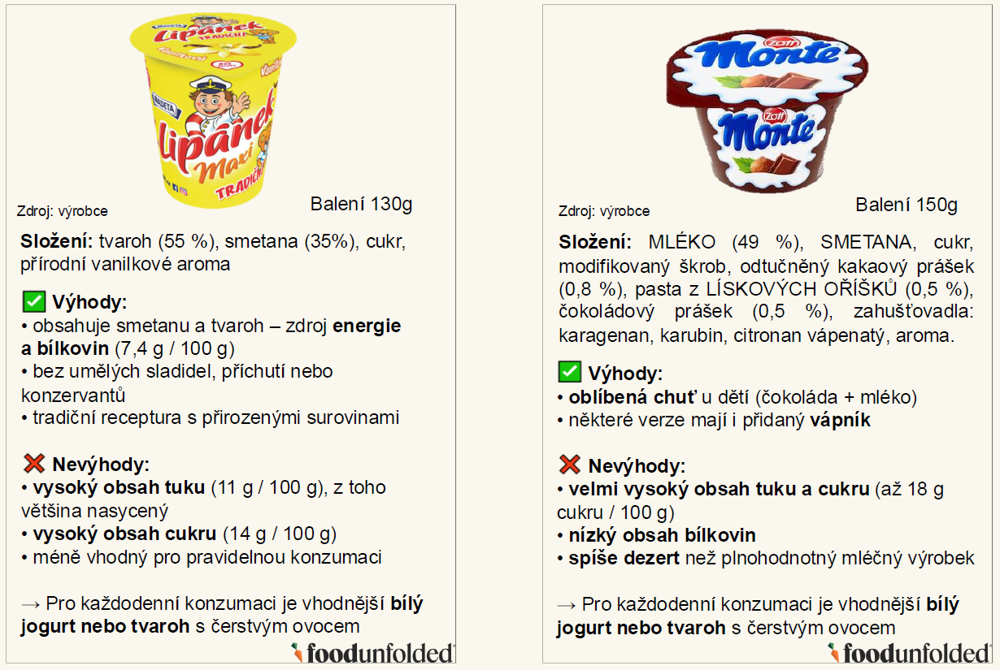 MADETA
Lipánek
TRADIČNÍ
Vanilkový
Vanilk
MADETA
Lipánek
Maxi
TRADIČNÍ
Zdroj: výrobce
Balení 130g
Složení: tvaroh (55 %), smetana (35%), cukr,
přírodní vanilkové aroma
Výhody:
• obsahuje smetanu a tvaroh – zdroj energie
a bílkovin (7,4 g / 100 g)
• bez umělých sladidel, příchutí nebo
konzervantů
• tradiční receptura s přirozenými surovinami
Nevýhody:
• vysoký obsah tuku (11 g / 100 g), z toho
většina nasycený
• vysoký obsah cukru (14 g / 100 g)
• méně vhodný pro pravidelnou konzumaci
→ Pro každodenní konzumaci je vhodnější bílý
jogurt nebo tvaroh s čerstvým ovocem
foodunfolded
Zott
Monte
Zott
Monte
Zdroj: výrobce
Balení 150g
Složení: MLÉKO (49 %), SMETANA, cukr,
modifikovaný škrob, odtučněný kakaový prášek
(0,8 %), pasta z LÍSKOVÝCH OŘÍŠKŮ (0,5 %),
čokoládový prášek (0,5 %), zahušťovadla:
karagenan, karubin, citronan vápenatý, aroma.
Výhody:
• oblíbená chuť u dětí (čokoláda + mléko)
• některé verze mají i přidaný vápník
Nevýhody:
• velmi vysoký obsah tuku a cukru (až 18 g
cukru / 100 g)
• nízký obsah bílkovin
• spíše dezert než plnohodnotný mléčný výrobek
→ Pro každodenní konzumaci je vhodnější bílý
jogurt nebo tvaroh s čerstvým ovocem
foodunfolded